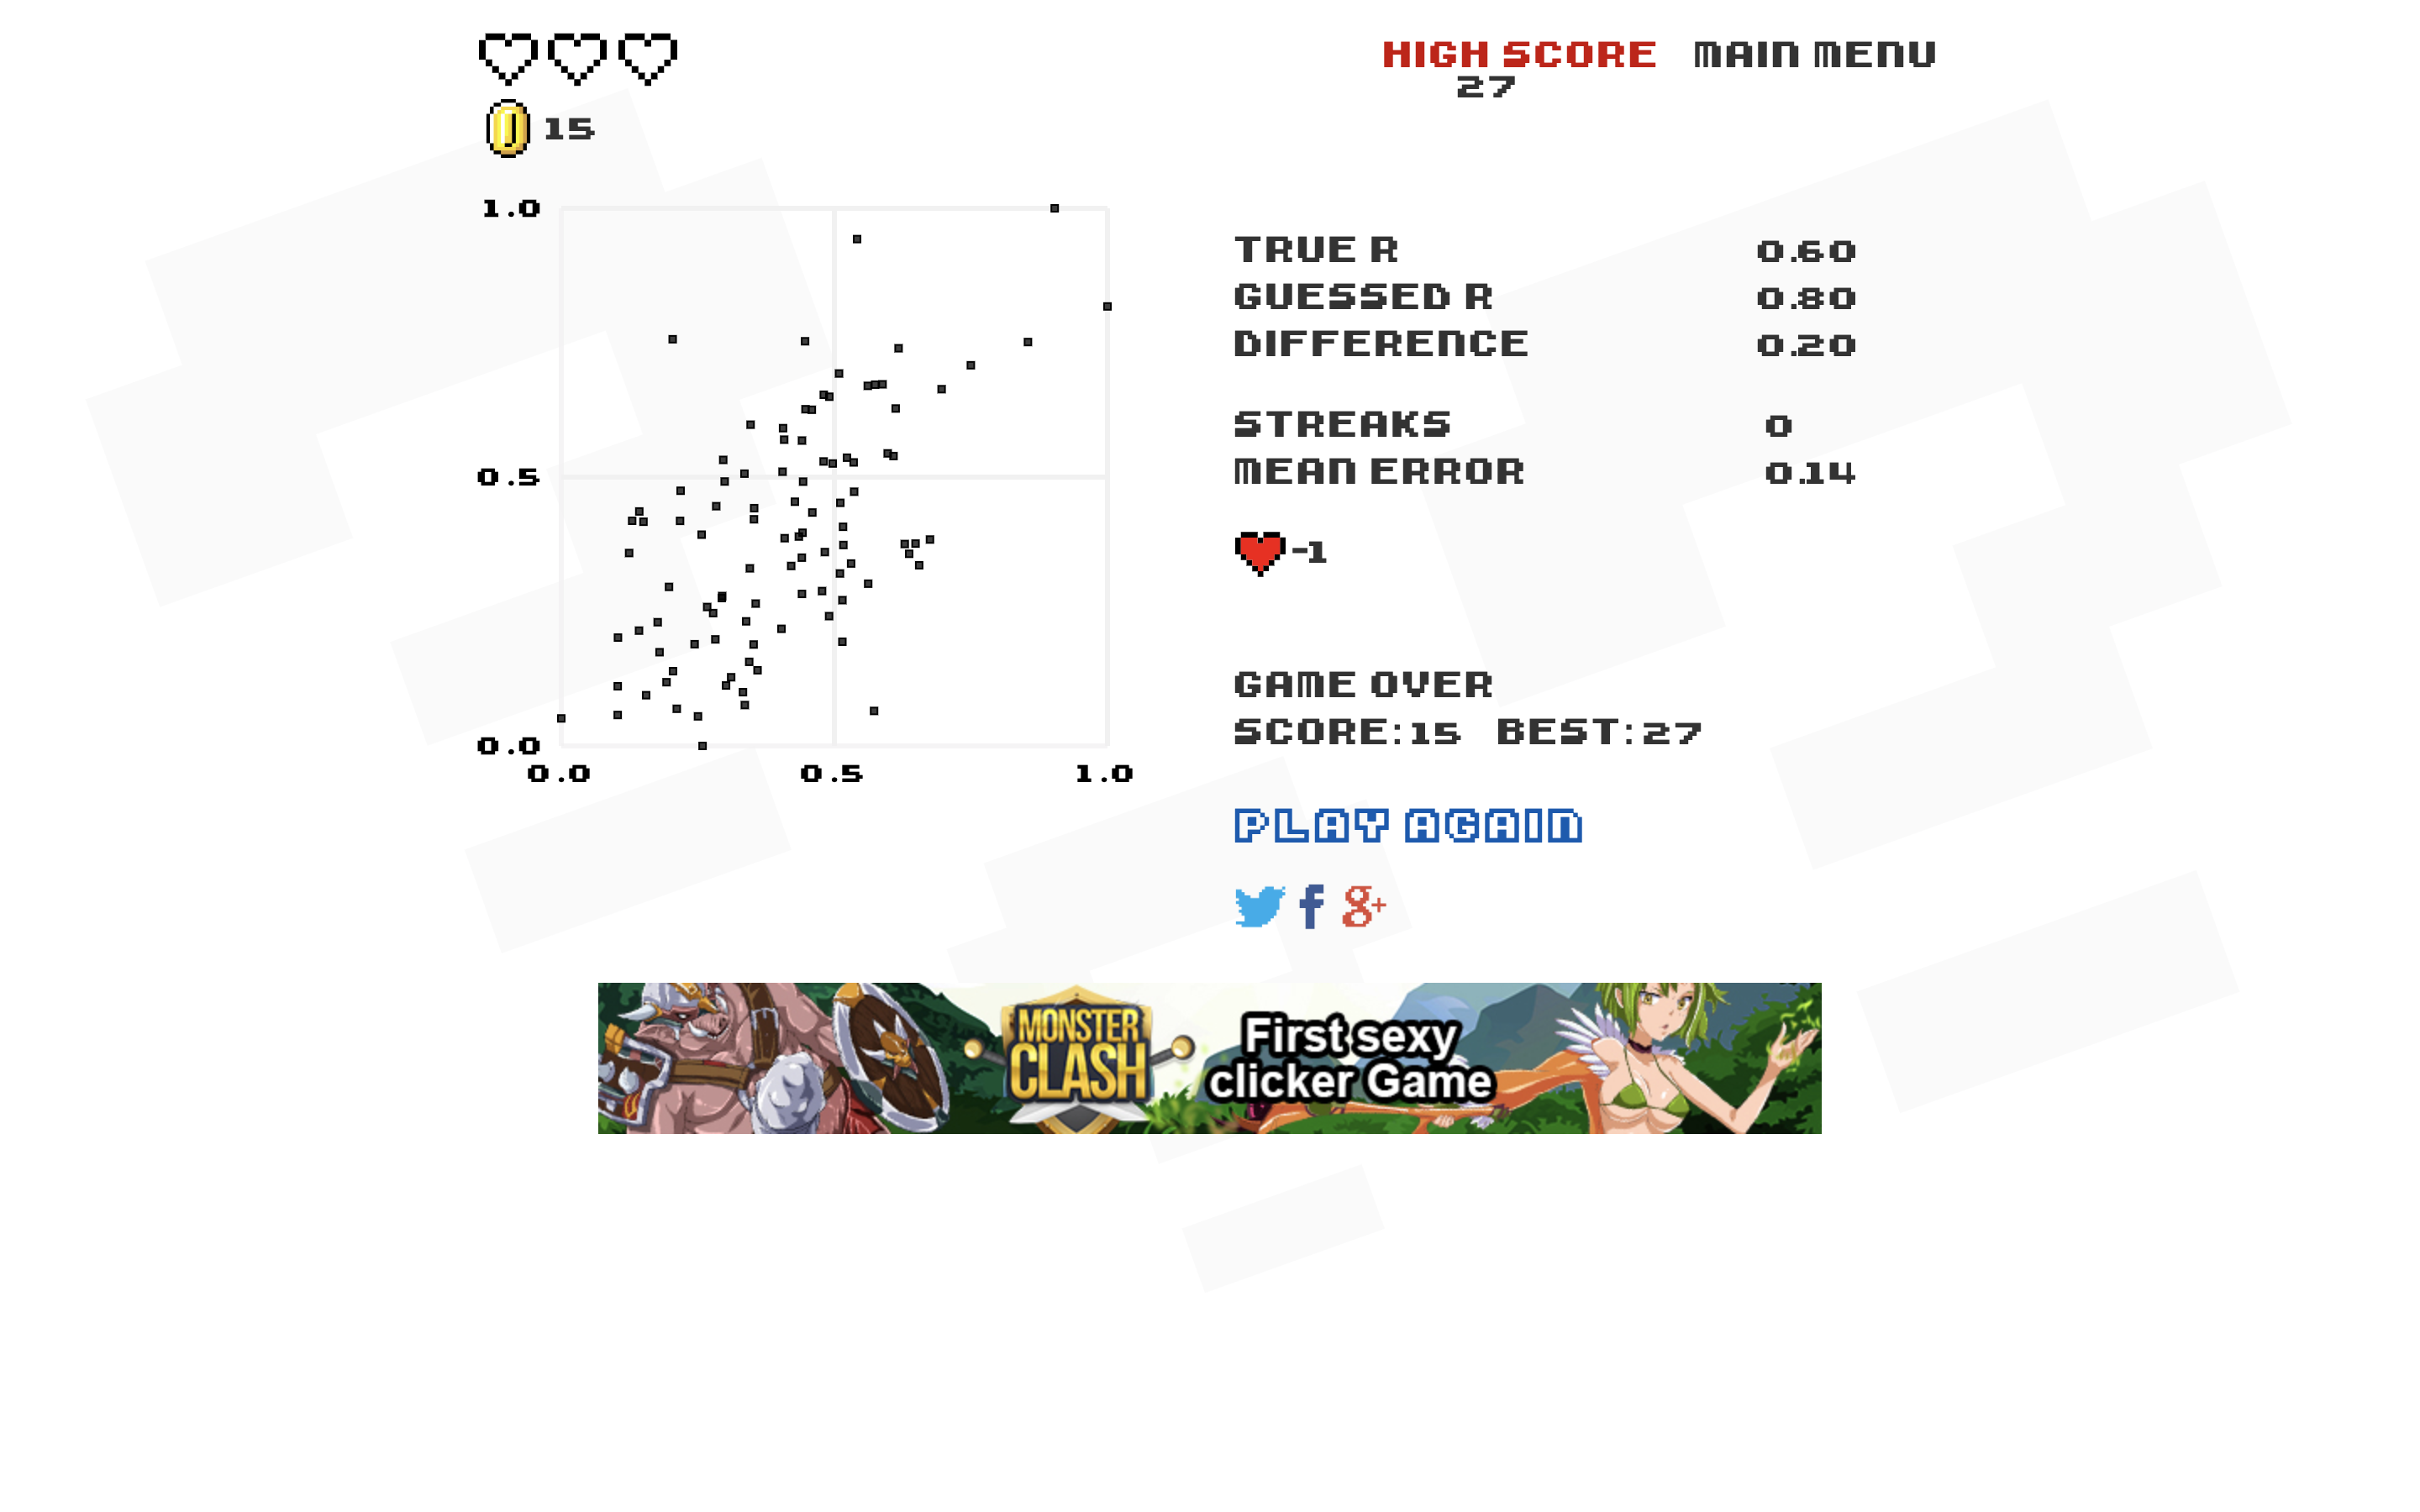 HIGH SCORE MAIN MENU
27
15
1.0
0.5
0.0
0.0 0.5 1.0
TRUE R 0.60
GUESSED R 0.80
DIFFERENCE 0.20
STREAKS 0
MEAN ERROR 0.14
-1
GAME OVER
SCORE:15 BEST:27
PLAY AGAIN
f g+
MONSTER
CLASH
First sexy
clicker Game